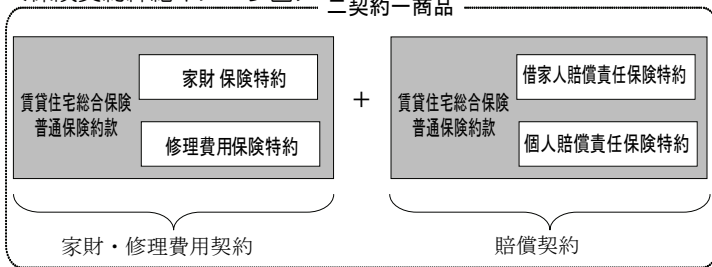 二契約一商品
賃貸住宅総合保険
普通保険約款
家財保険特約
修理費用保険特約
+
賃貸住宅総合保険
普通保険約款
借家人賠償責任保険特約
個人賠償責任保険特約
家財・修理費用契約
賠償契約